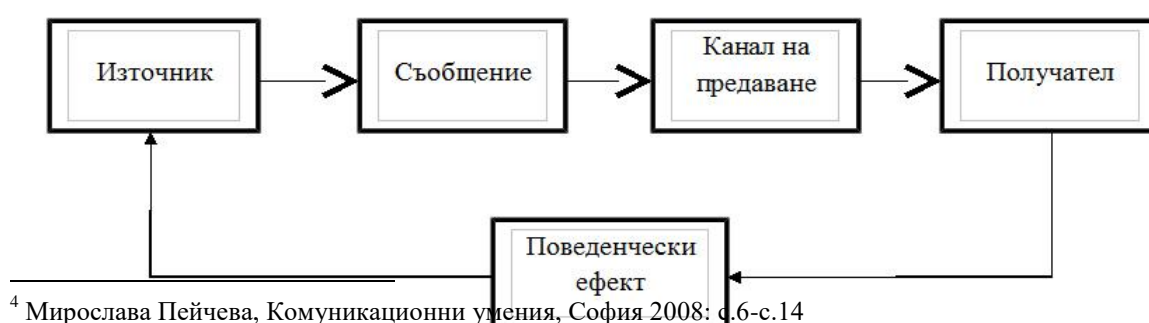 Източник
Съобщение
Канал на
предаване
Получател
Поведенчески
ефект
4 Мирослава Пейчева, Комуникационни умения, София 2008: с.6-с.14